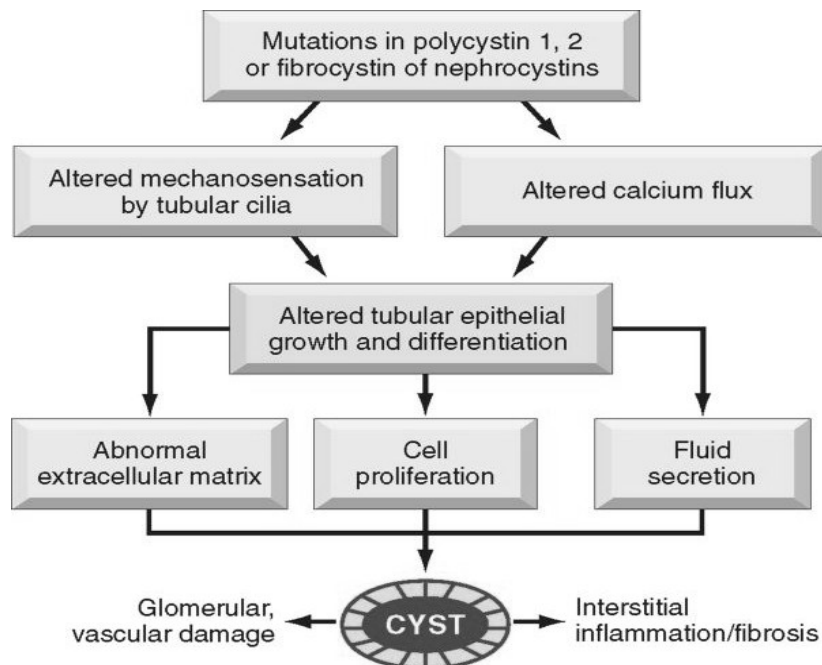 Mutations in polycystin 1, 2
or fibrocystin of nephrocystins
Altered mechanosensation
by tubular cilia
Altered calcium flux
Altered tubular epithelial
growth and differentiation
Abnormal
extracellular matrix
Cell
proliferation
Fluid
secretion
Glomerular,
vascular damage
CYST
Interstitial
inflammation/fibrosis